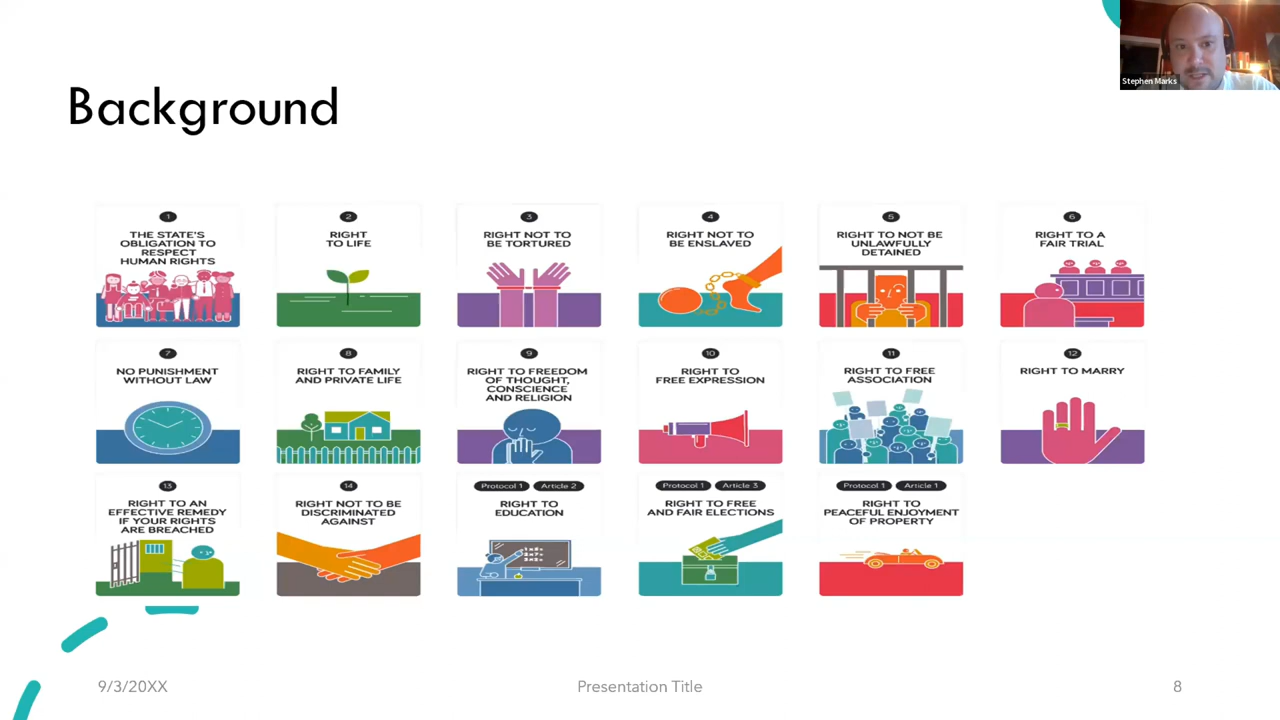 Stephen Marks
Background
1
THE STATE'S
OBLIGATION TO
RESPECT
HUMAN RIGHTS
2
RIGHT
TO LIFE
3
RIGHT NOT TO
BE TORTURED
4
RIGHT NOT TO
BE ENSLAVED
5
RIGHT TO NOT BE
UNLAWFULLY
DETAINED
6
RIGHT TO A
FAIR TRIAL
7
NO PUNISHMENT
WITHOUT LAW
8
RIGHT TO FAMILY
AND PRIVATE LIFE
9
RIGHT TO FREEDOM
OF THOUGHT,
CONSCIENCE
AND RELIGION
10
RIGHT TO
FREE EXPRESSION
11
RIGHT TO FREE
ASSOCIATION
12
RIGHT TO MARRY
13
RIGHT TO AN
EFFECTIVE REMEDY
IF YOUR RIGHTS
ARE BREACHED
14
RIGHT NOT TO BE
DISCRIMINATED
AGAINST
Protocol 1 Article 2
RIGHT TO
EDUCATION
Protocol 1 Article 3
RIGHT TO FREE
AND FAIR ELECTIONS
Protocol 1 Article 1
RIGHT TO
PEACEFUL ENJOYMENT
OF PROPERTY
9/3/20XX
Presentation Title
8